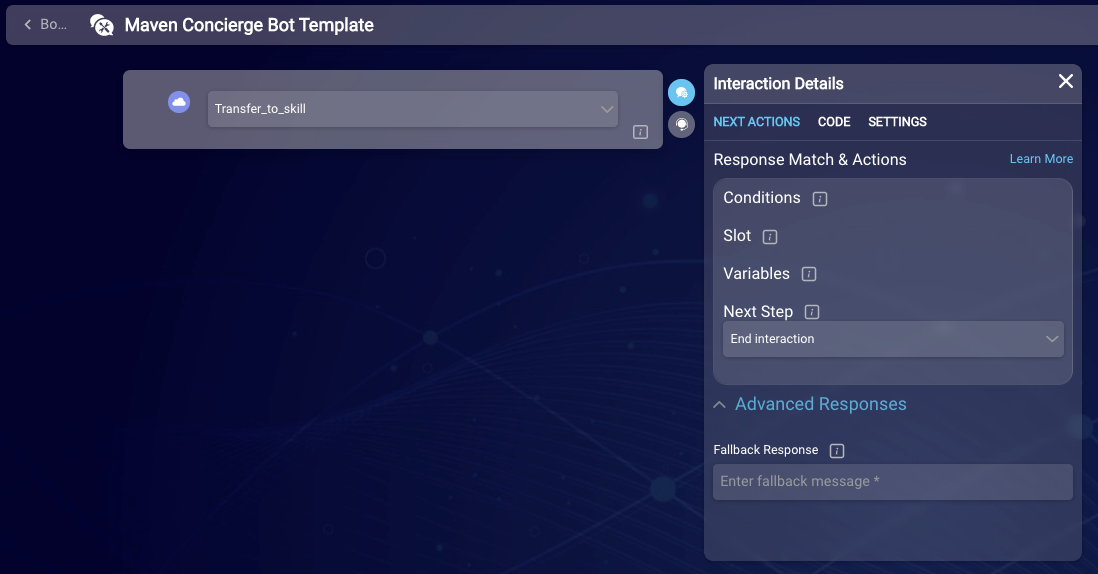 Bo...
Maven Concierge Bot Template
Transfer_to_skill
i
Interaction Details
NEXT ACTIONS CODE SETTINGS
Response Match & Actions Learn More
Conditions i
Slot i
Variables i
Next Step i
End interaction
Advanced Responses
Fallback Response i
Enter fallback message *